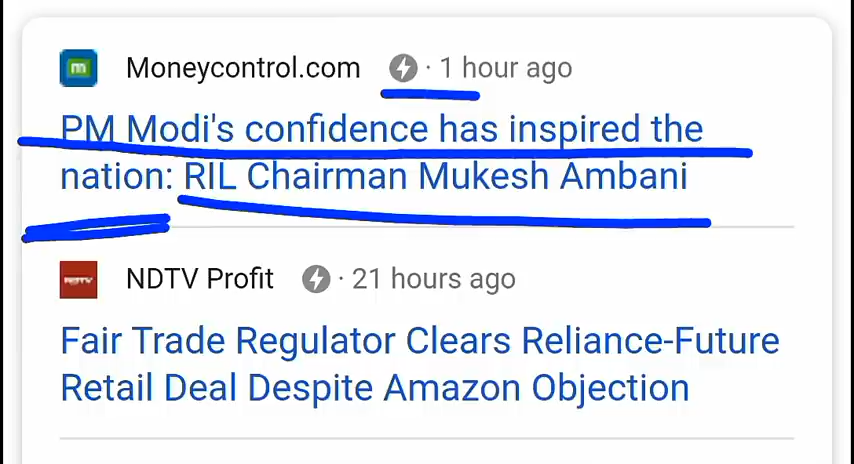 Moneycontrol.com · 1 hour ago
PM Modi's confidence has inspired the
nation: RIL Chairman Mukesh Ambani
NDTV Profit · 21 hours ago
Fair Trade Regulator Clears Reliance-Future
Retail Deal Despite Amazon Objection